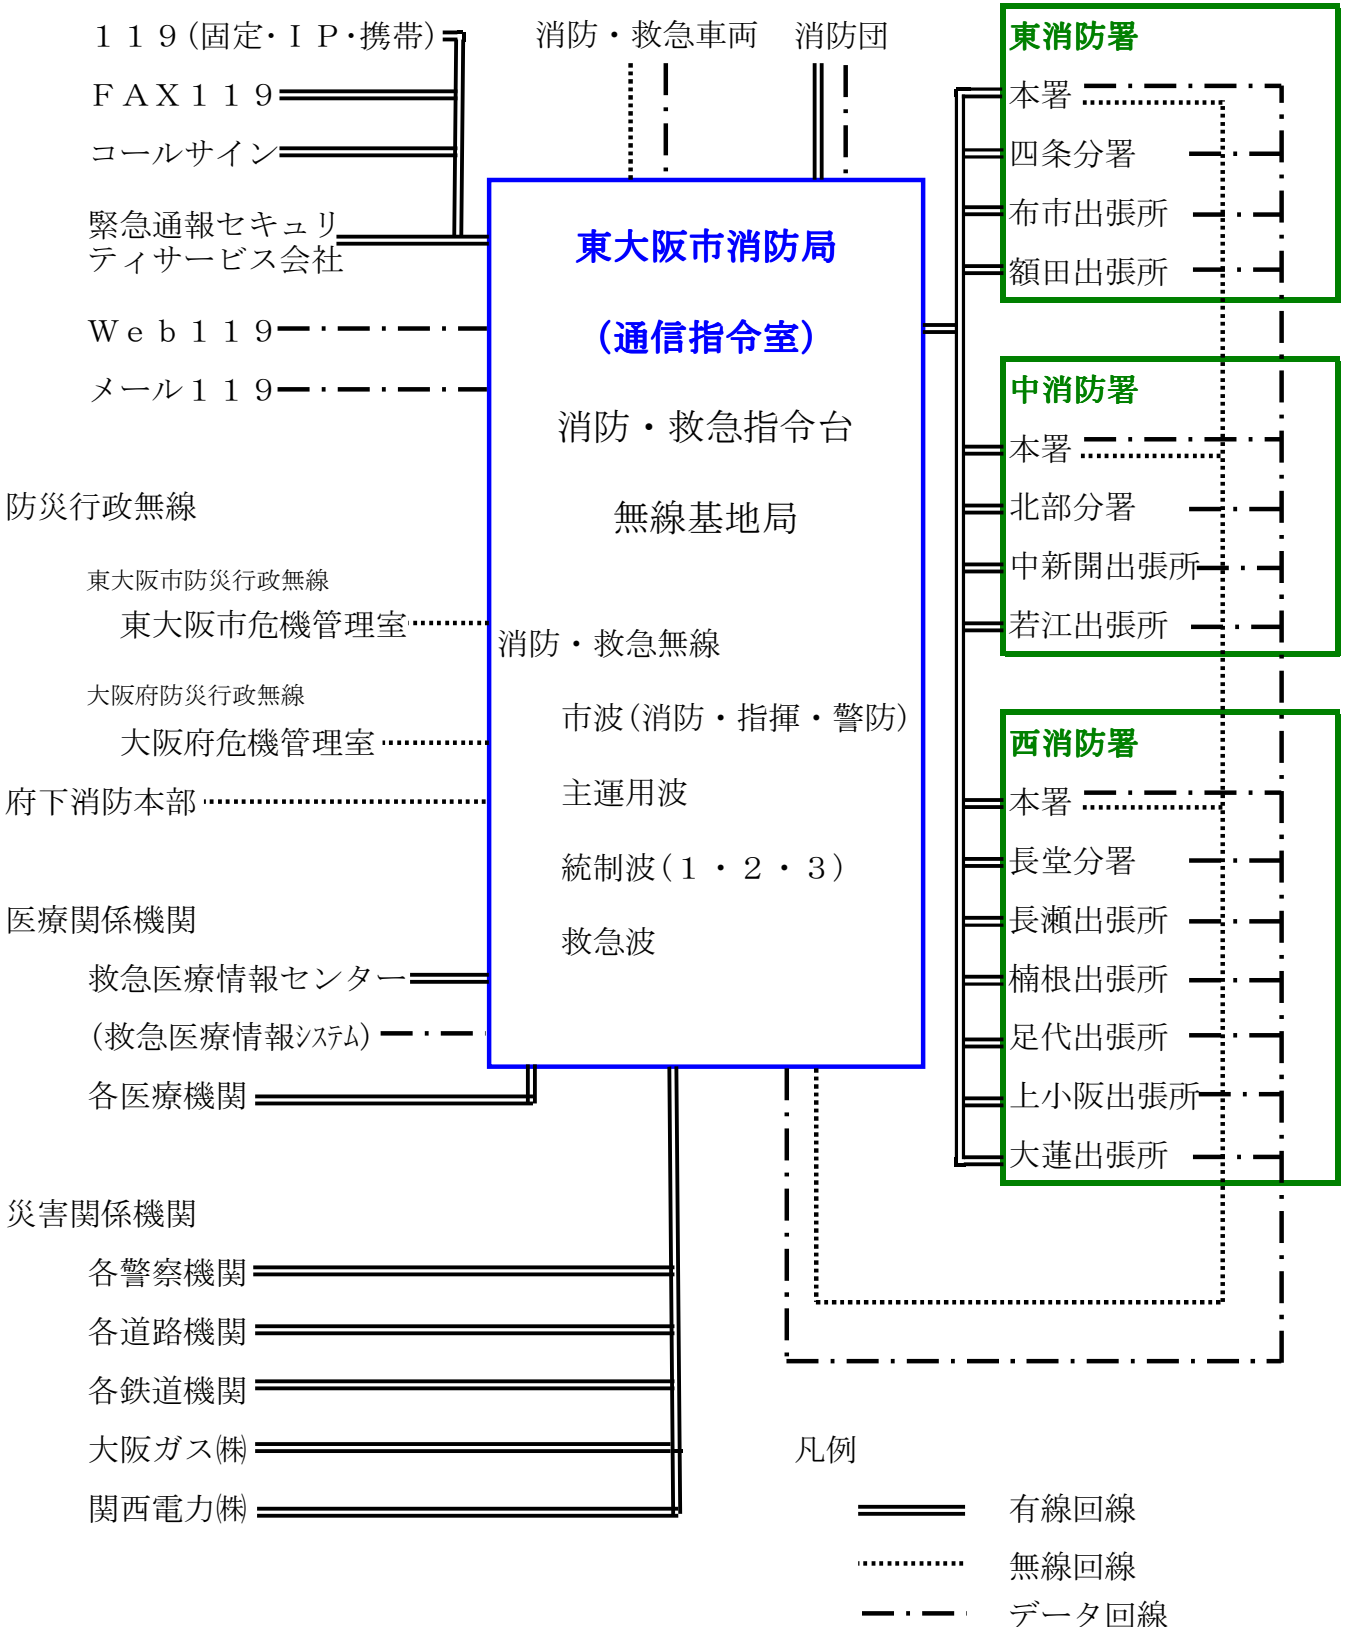 １１９(固定・ＩＰ・携帯)
ＦＡＸ１１９
コールサイン
緊急通報セキュリ
ティサービス会社
Ｗｅｂ１１９
メール１１９
防災行政無線
東大阪市防災行政無線
東大阪市危機管理室
大阪府防災行政無線
大阪府危機管理室
府下消防本部
医療関係機関
救急医療情報センター
(救急医療情報ｼｽﾃﾑ)
各医療機関
災害関係機関
各警察機関
各道路機関
各鉄道機関
大阪ガス㈱
関西電力㈱
消防・救急車両
消防団
東大阪市消防局
(通信指令室)
消防・救急指令台
無線基地局
消防・救急無線
市波(消防・指揮・警防)
主運用波
統制波(１・２・３)
救急波
東消防署
本署
四条分署
布市出張所
額田出張所
中消防署
本署
北部分署
中新開出張所
若江出張所
西消防署
本署
長堂分署
長瀬出張所
楠根出張所
足代出張所
上小阪出張所
大蓮出張所
凡例
有線回線
無線回線
データ回線